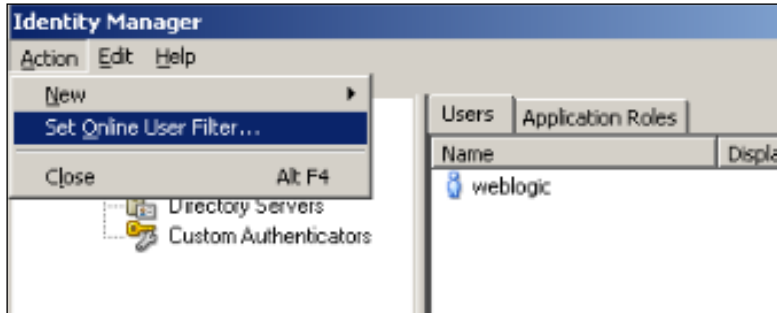 Identity Manager
Action Edit Help
New
Set Online User Filter...
Close Alt F4
Directory Servers
Custom Authenticators
Users Application Roles
Name Displa
weblogic